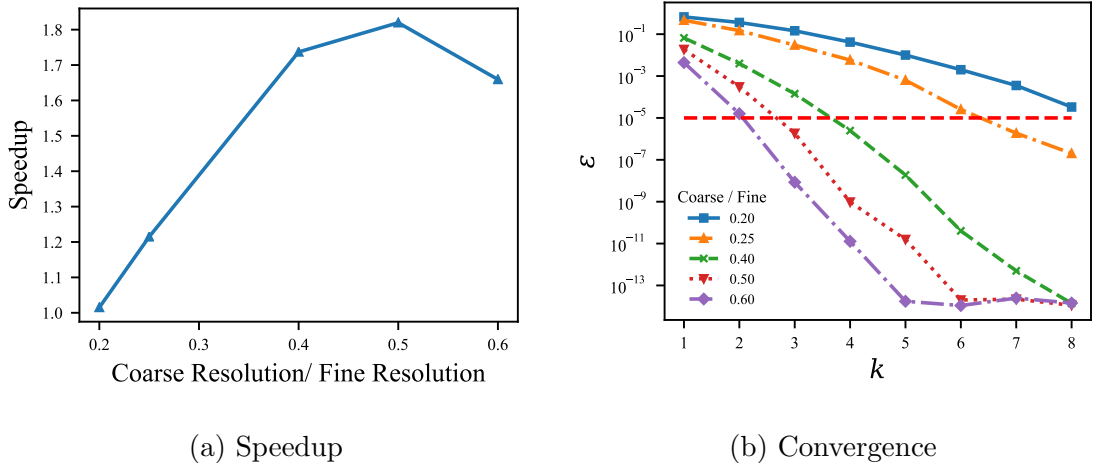 1.8
1.7
1.6
1.5
1.4
1.3
1.2
1.1
1.0
Speedup
0.2 0.3 0.4 0.5 0.6
Coarse Resolution/ Fine Resolution
(a) Speedup
10⁻¹
10⁻³
10⁻⁵
10⁻⁷
10⁻⁹
10⁻¹¹
10⁻¹³
ε
Coarse / Fine
0.20
0.25
0.40
0.50
0.60
1 2 3 4 5 6 7 8
k
(b) Convergence